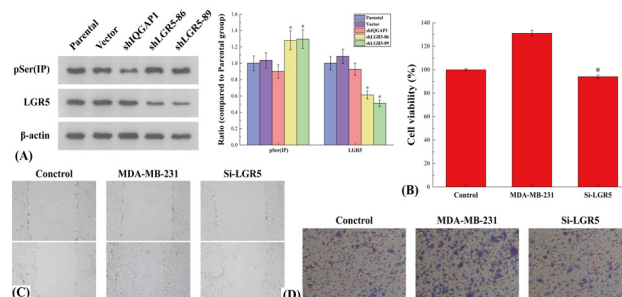 Parental Vector shIQGAP1 shLGR5-86 shLGR5-89
pSer(IP)
LGR5
β-actin
(A)
Ratio (compared to Parental group)
1.6
1.4
1.2
1.0
0.8
0.6
0.4
0.2
0.0
Parental
Vector
shIQGAP1
shLGR5-86
shLGR5-89
* *
* *
pSer(IP) LGR5
Cell viability (%)
140
120
100
80
60
40
20
0
*
Control MDA-MB-231 Si-LGR5
(B)
Conctrol MDA-MB-231 Si-LGR5
(C)
Conctrol MDA-MB-231 Si-LGR5
(D)